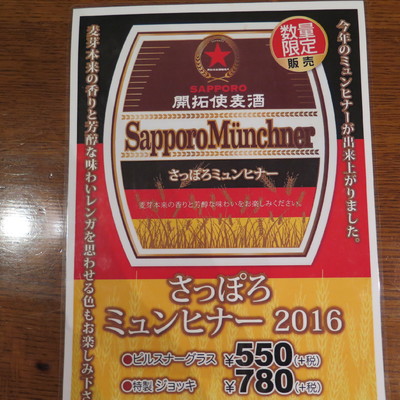 今年のミュンヒナーが出来上がりました。
数量
限定
販売
SAPPORO
開拓使麦酒
SapporoMünchner
さっぽろミュンヒナー
麦芽本来の香りと芳醇な味わいをお楽しみください。
麦芽本来の香りと芳醇な味わいレンガを思わせる色もお楽しみ下さ
さっぽろ
ミュンヒナー 2016
●ピルスナーグラス ¥550(+税)
●特製 ジョッキ ¥780(+税)